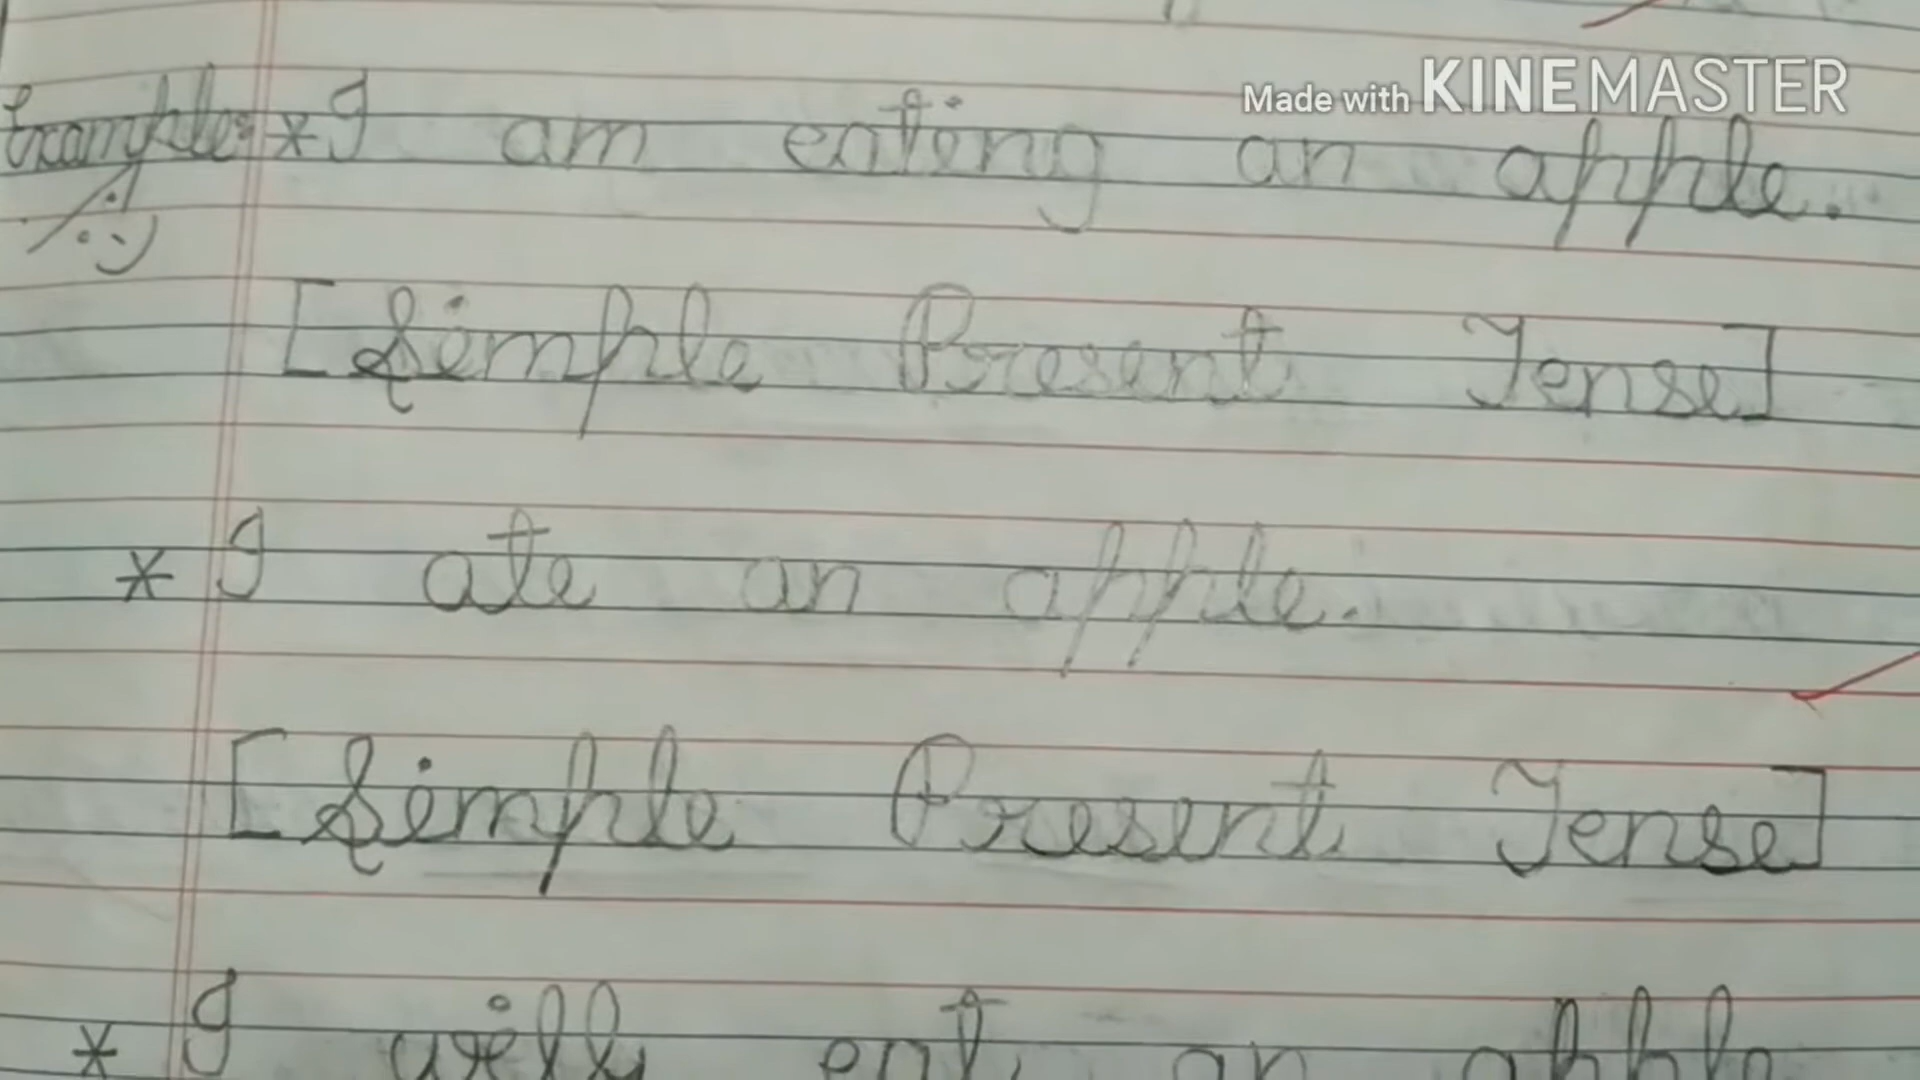 Made with KINEMASTER
Example:- * I am eating an apple.
[Simple Present Tense]
* I ate an apple.
[Simple Present Tense]
* I will eat an apple